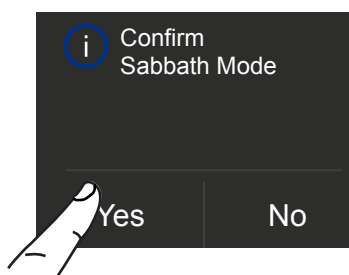 i
Confirm
Sabbath Mode
Yes
No